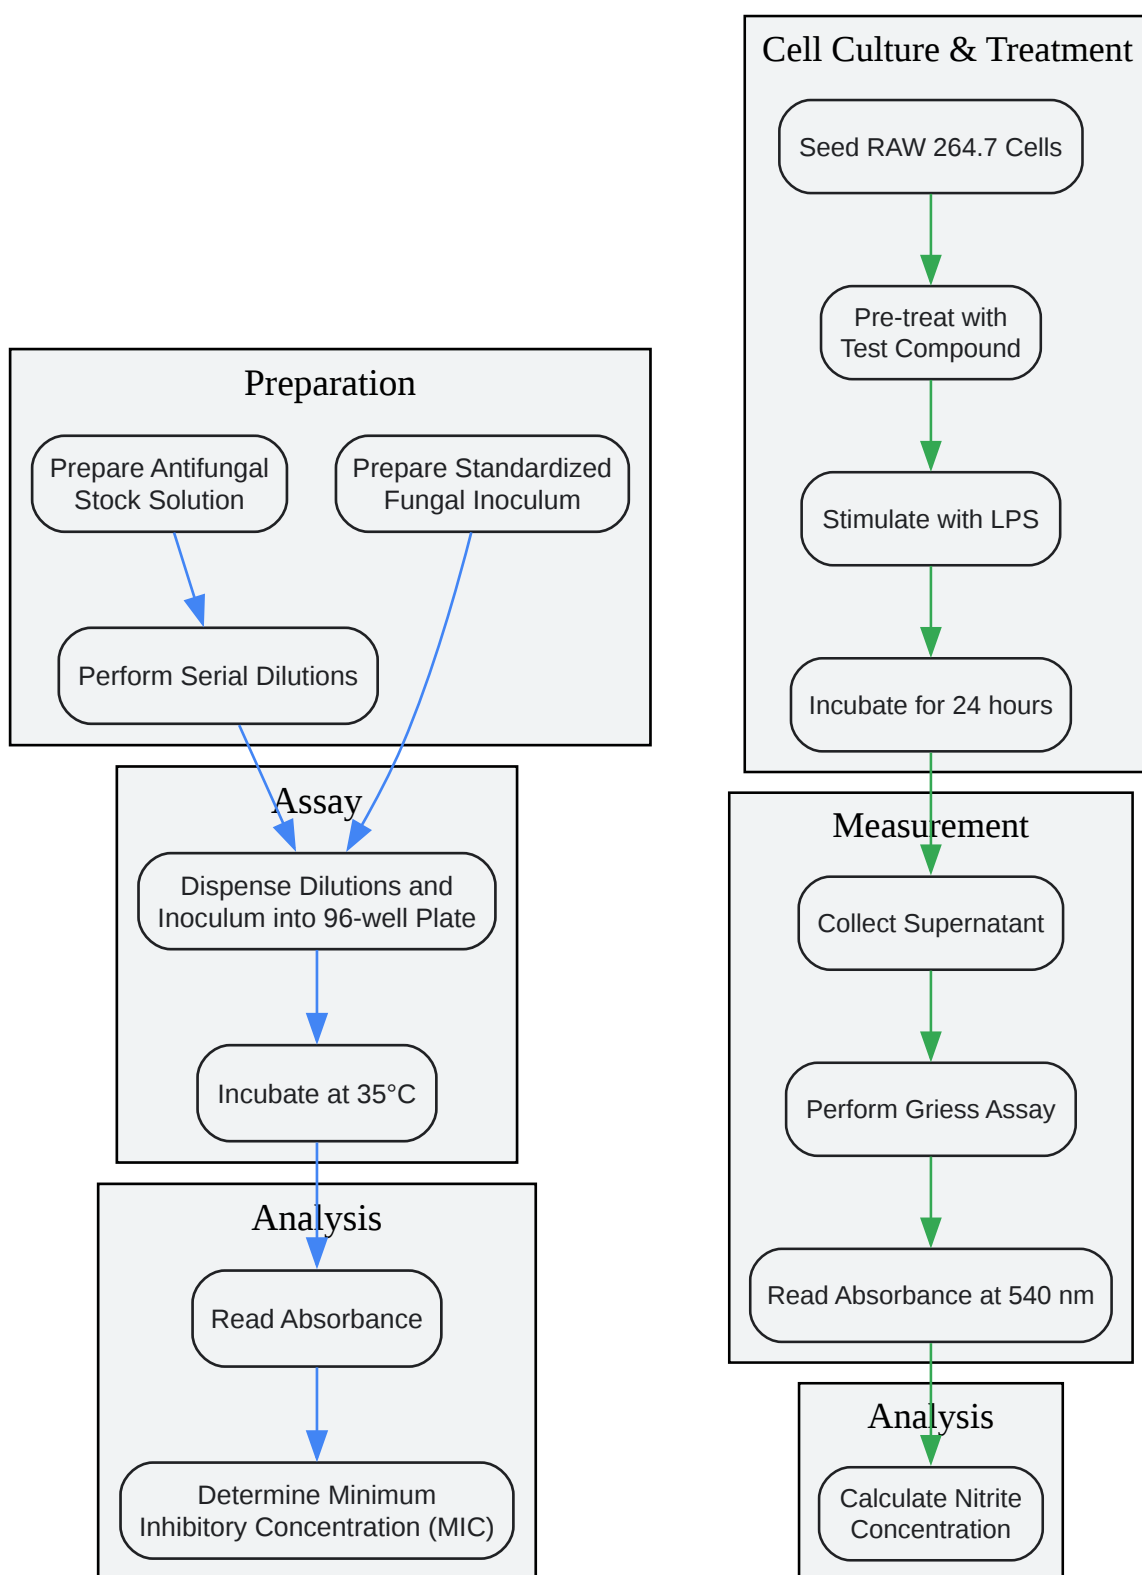 Preparation
Prepare Antifungal
Stock Solution
Prepare Standardized
Fungal Inoculum
Perform Serial Dilutions
Assay
Dispense Dilutions and
Inoculum into 96-well Plate
Incubate at 35°C
Analysis
Read Absorbance
Determine Minimum
Inhibitory Concentration (MIC)
Cell Culture & Treatment
Seed RAW 264.7 Cells
Pre-treat with
Test Compound
Stimulate with LPS
Incubate for 24 hours
Measurement
Collect Supernatant
Perform Griess Assay
Read Absorbance at 540 nm
Analysis
Calculate Nitrite
Concentration